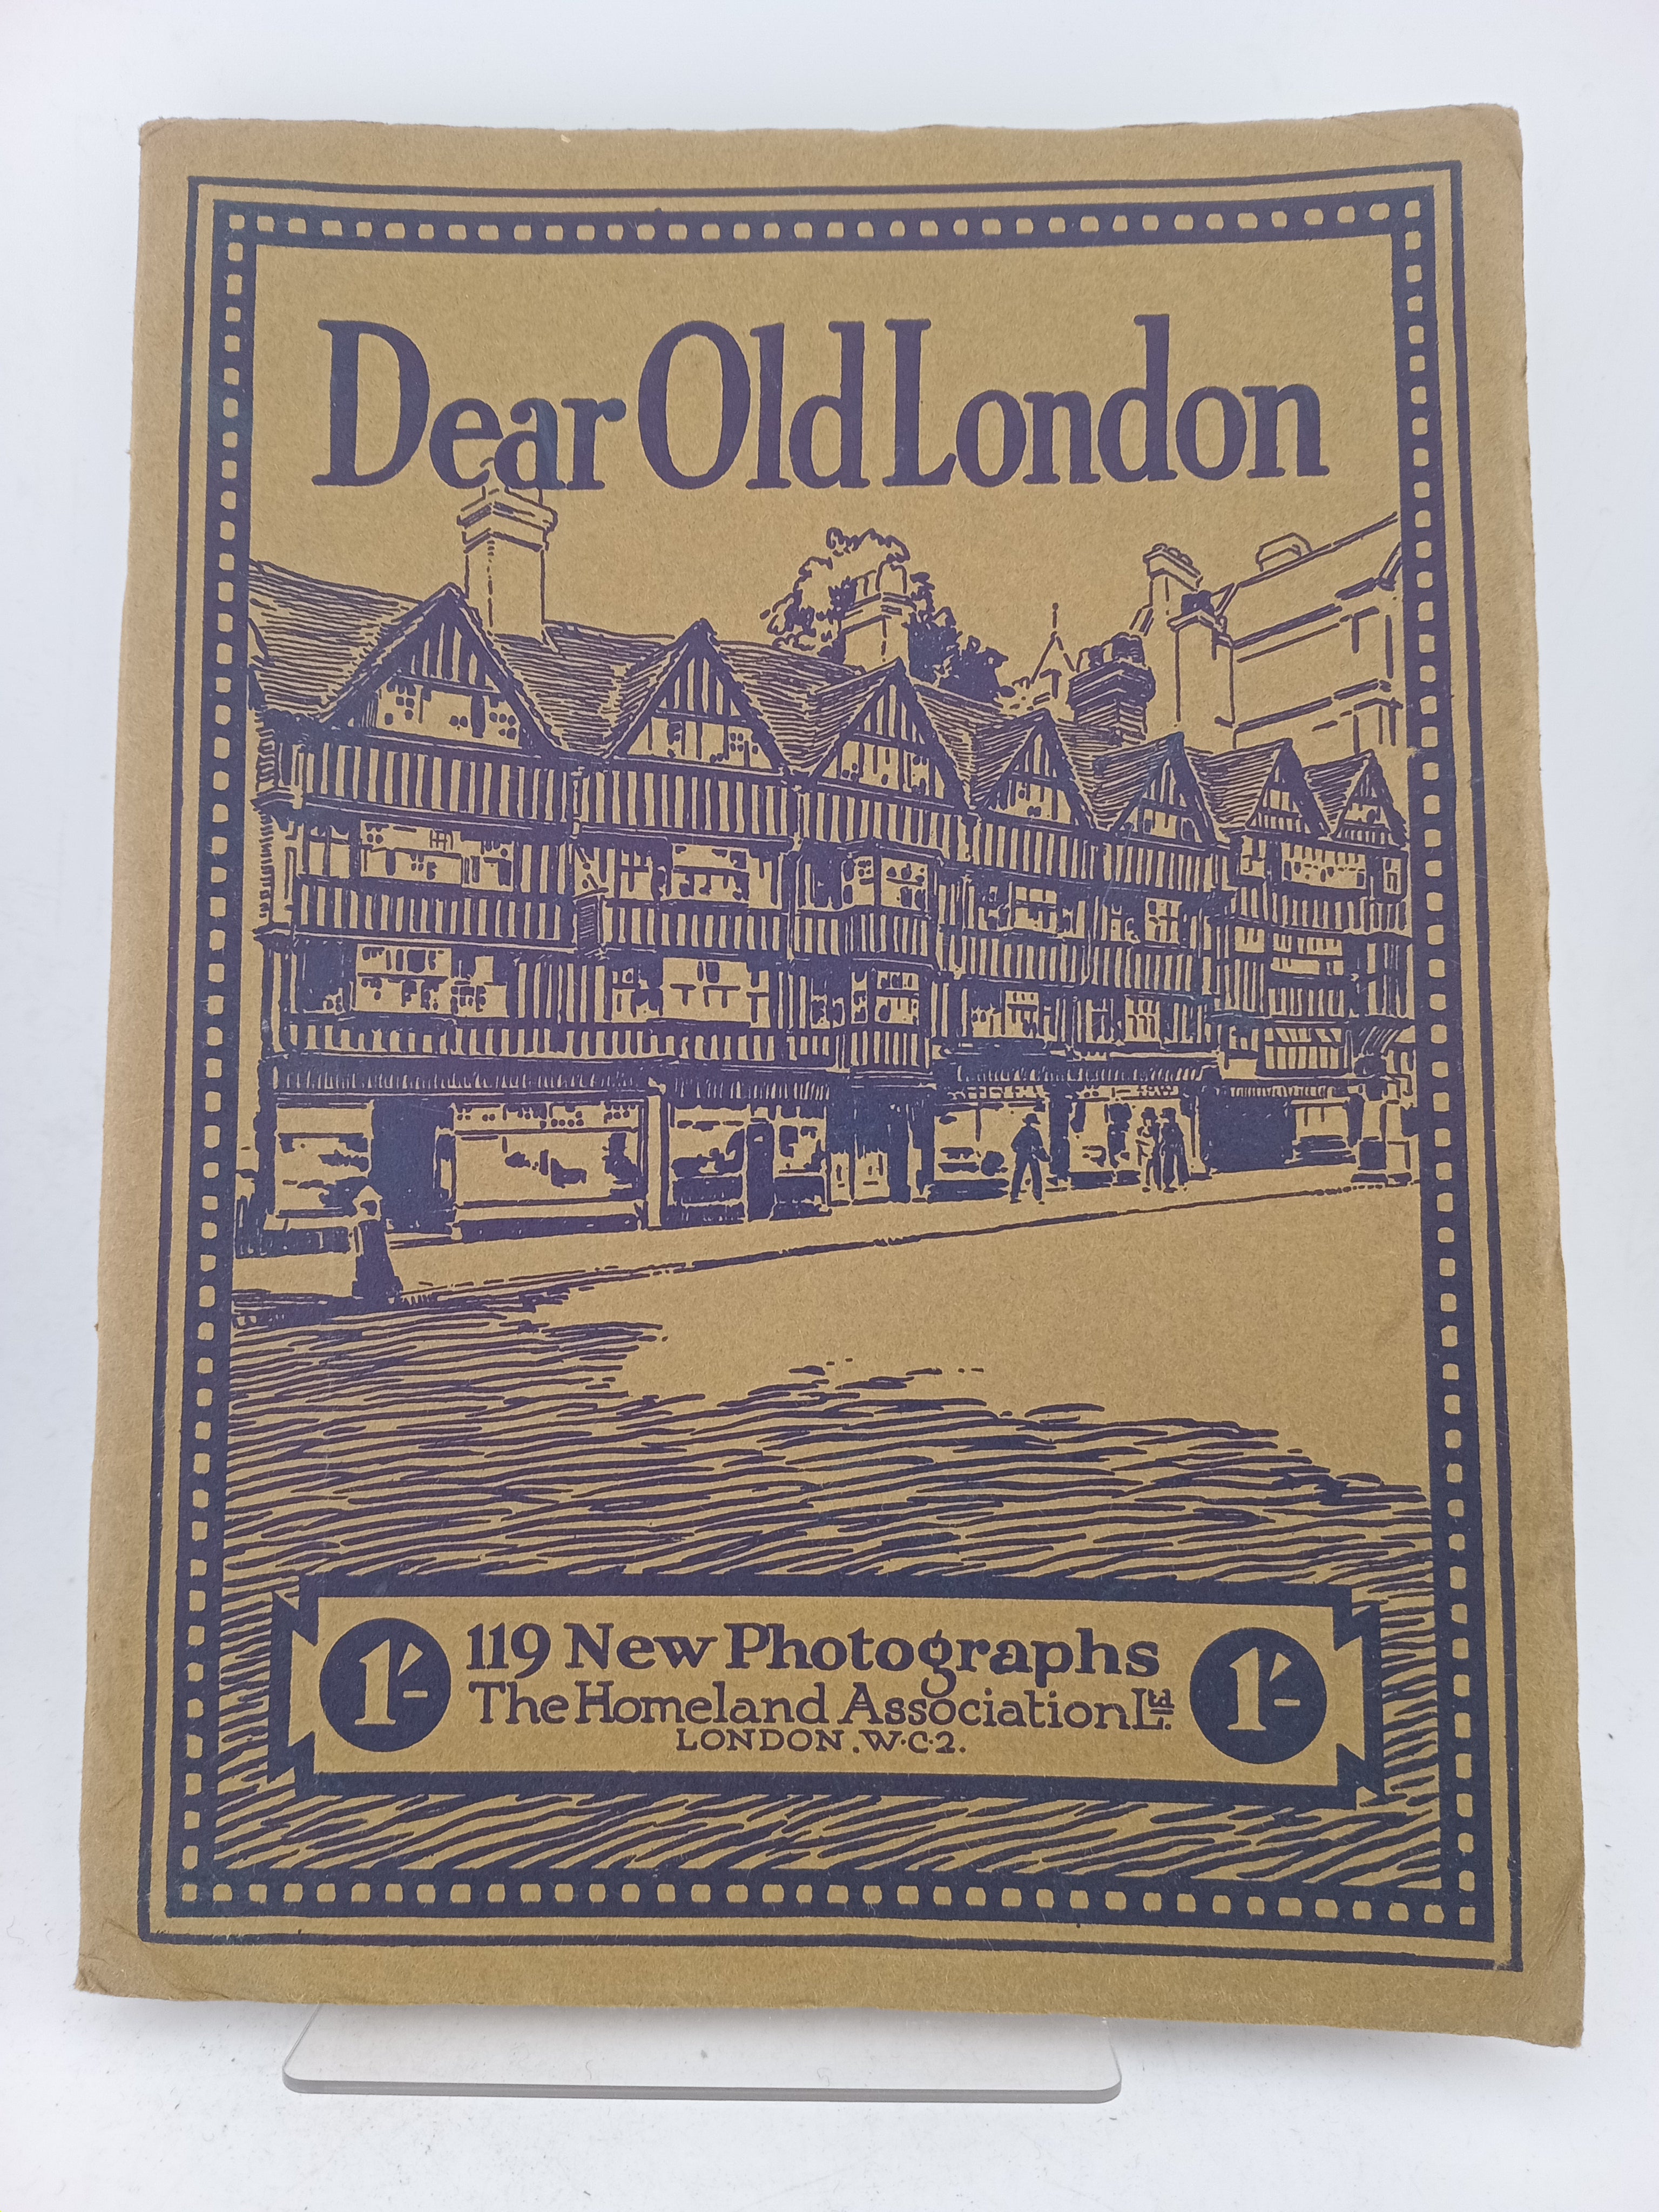 Dear Old London
1/- 119 New Photographs 1/-
The Homeland Association Ltd.
LONDON. W.C.2.